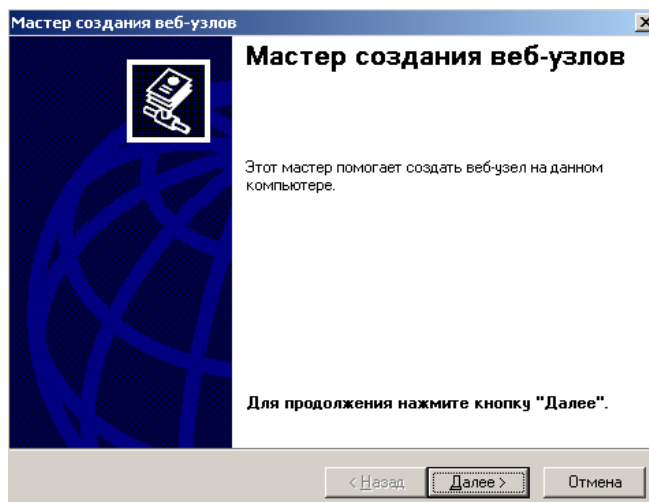 Мастер создания веб-узлов
Мастер создания веб-узлов
Этот мастер помогает создать веб-узел на данном
компьютере.
Для продолжения нажмите кнопку "Далее".
< Назад
Далее >
Отмена